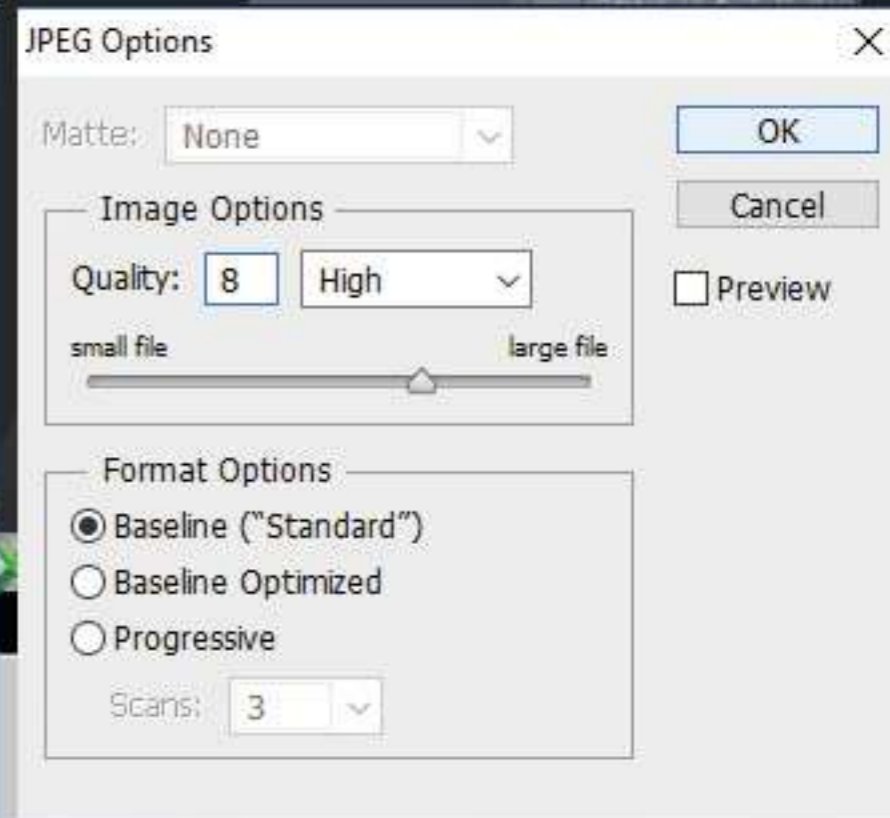 JPEG Options
Matte: None
OK
Cancel
Preview
Image Options
Quality: 8 High
small file large file
Format Options
Baseline (“Standard”)
Baseline Optimized
Progressive
Scans: 3